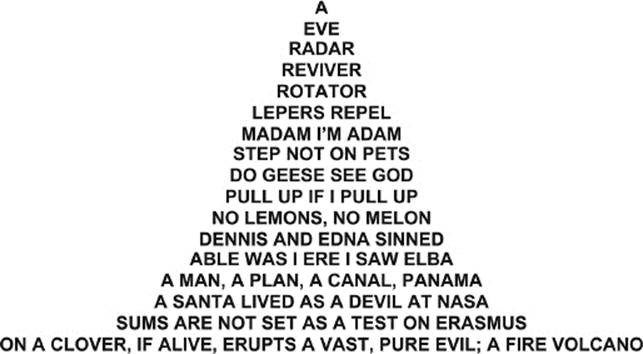 A
EVE
RADAR
REVIVER
ROTATOR
LEPERS REPEL
MADAM I'M ADAM
STEP NOT ON PETS
DO GEESE SEE GOD
PULL UP IF I PULL UP
NO LEMONS, NO MELON
DENNIS AND EDNA SINNED
ABLE WAS I ERE I SAW ELBA
A MAN, A PLAN, A CANAL, PANAMA
A SANTA LIVED AS A DEVIL AT NASA
SUMS ARE NOT SET AS A TEST ON ERASMUS
ON A CLOVER, IF ALIVE, ERUPTS A VAST, PURE EVIL; A FIRE VOLCANO